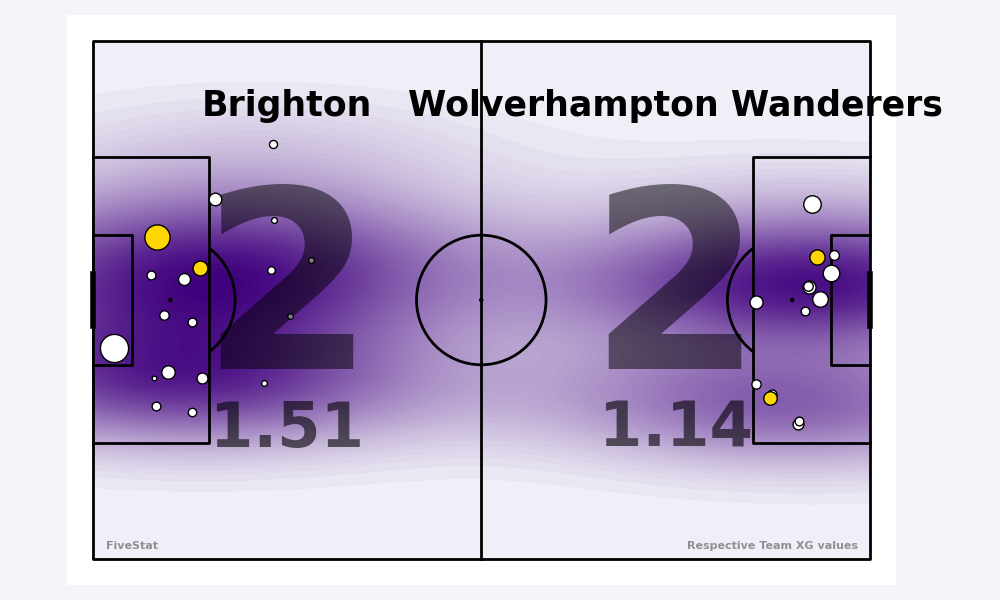 Brighton
Wolverhampton Wanderers
2
2
1.51
1.14
FiveStat
Respective Team XG values